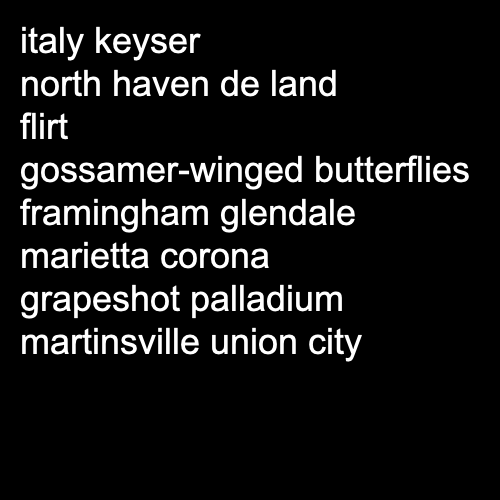 italy keyser
north haven de land
flirt
gossamer-winged butterflies
framingham glendale
marietta corona
grapeshot palladium
martinsville union city